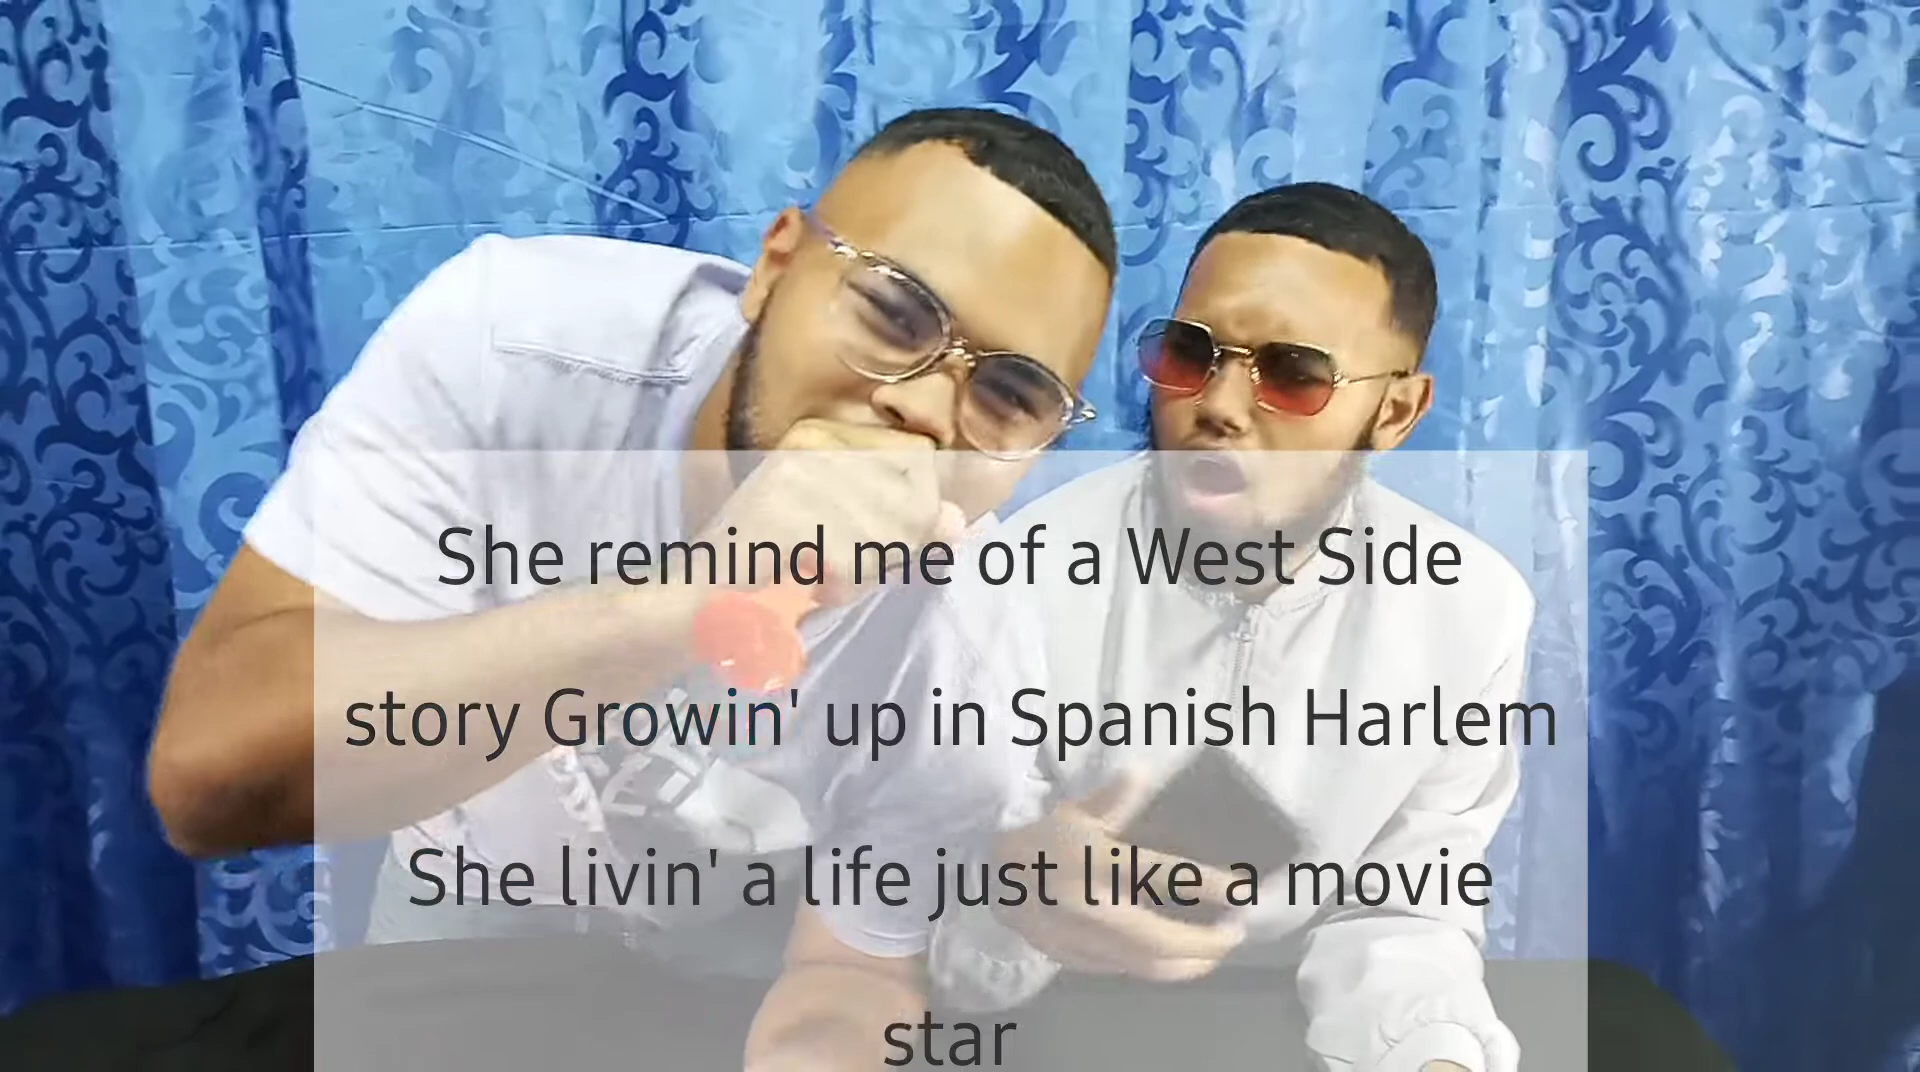 She remind me of a West Side
story Growin' up in Spanish Harlem
She livin' a life just like a movie
star